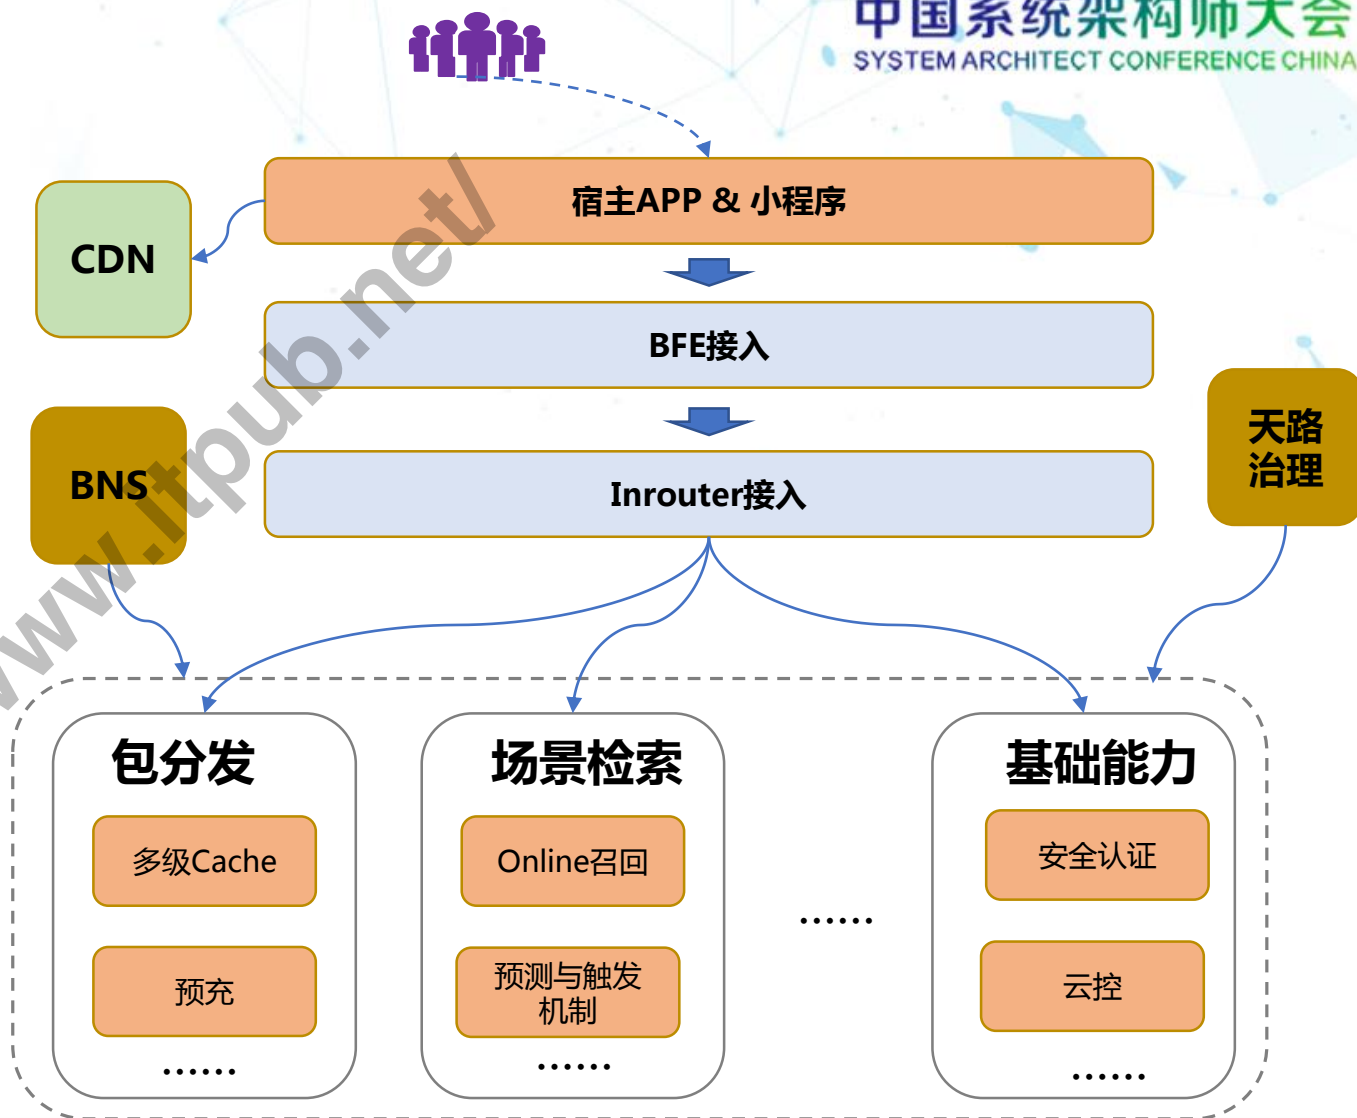 中国系统架构师大会
SYSTEM ARCHITECT CONFERENCE CHINA
宿主APP & 小程序
CDN
BFE接入
天路
治理
BNS
Inrouter接入
www.itpub.net/
包分发
场景检索
基础能力
多级Cache
Online召回
安全认证
......
预充
预测与触发
机制
云控
......
......
......